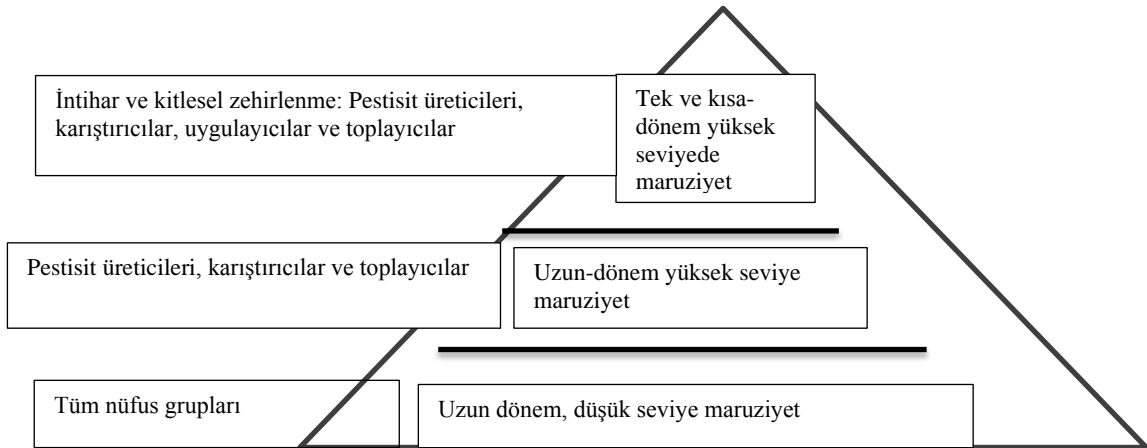 İntihar ve kitlesel zehirlenme: Pestisit üreticileri,
karıştırıcılar, uygulayıcılar ve toplayıcılar
Tek ve kısa-
dönem yüksek
seviyede
maruziyet
Pestisit üreticileri, karıştırıcılar ve toplayıcılar
Uzun-dönem yüksek seviye
maruziyet
Tüm nüfus grupları
Uzun dönem, düşük seviye maruziyet